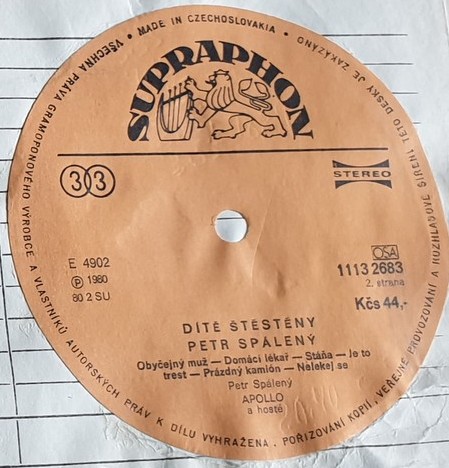 • VŠECHNA PRÁVA GRAMOFONOVÉHO VÝROBCE A VLASTNÍKŮ AUTORSKÝCH PRÁV K DÍLU VYHRAŽENA. POŘIZOVÁNÍ KOPIÍ, VEŘEJNÉ PROVOZOVÁNÍ A ROZHLASOVÉ ŠÍŘENÍ TÉTO DESKY JE ZAKÁZÁNO • MADE IN CZECHOSLOVAKIA
SUPRAPHON
33
STEREO
E 4902
Ⓟ 1980
80 2 SU
OSA
1113 2683
2. strana
Kčs 44,-
DÍTĚ ŠTĚSTĚNY
PETR SPÁLENÝ
Obyčejný muž — Domácí lékař — Stáňa — Je to
trest — Prázdný kamión — Nelekej se
Petr Spálený
APOLLO
a hosté